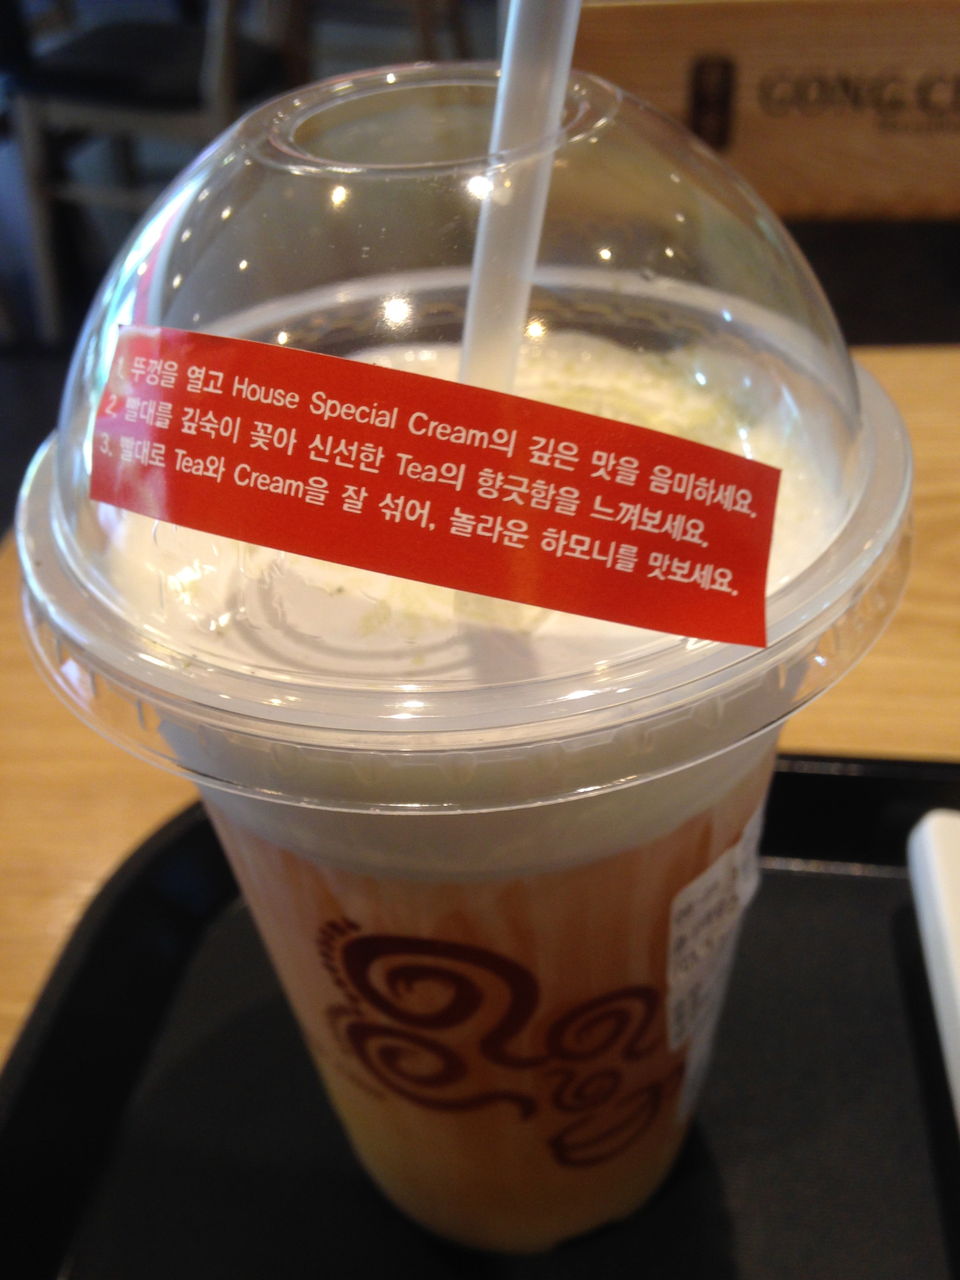 GONG C
1. 뚜껑을 열고 House Special Cream의 깊은 맛을 음미하세요.
2. 빨대를 깊숙이 꽂아 신선한 Tea의 향긋함을 느껴보세요.
3. 빨대로 Tea와 Cream을 잘 섞어, 놀라운 하모니를 맛보세요.